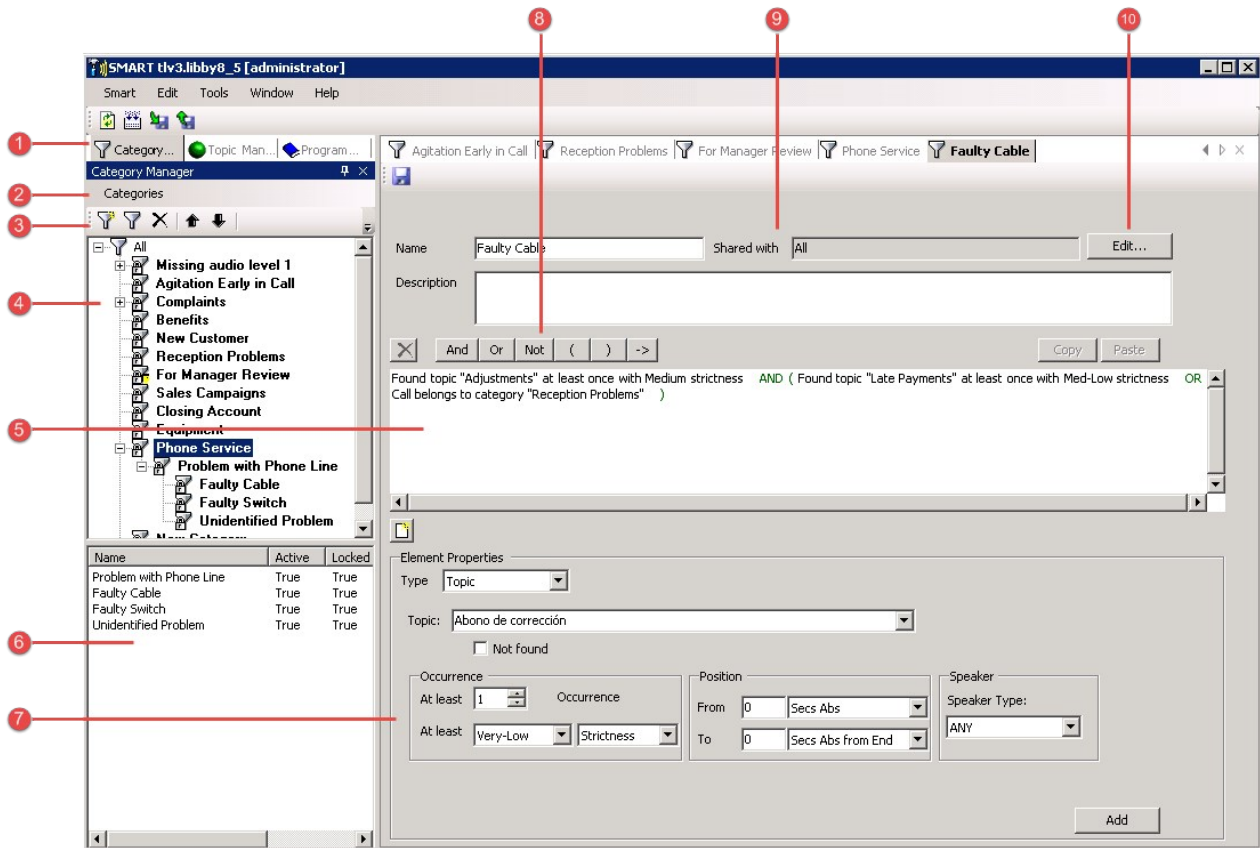 8 9 10
SMART tlv3.libby8_5 [administrator]
Smart Edit Tools Window Help
1
Category... Topic Man... Program...
Agitation Early in Call Reception Problems For Manager Review Phone Service Faulty Cable
Category Manager
2
Categories
3
All
Missing audio level 1
Agitation Early in Call
4
Complaints
Benefits
New Customer
Reception Problems
For Manager Review
Sales Campaigns
Closing Account
Equipment
5
Phone Service
Problem with Phone Line
Faulty Cable
Faulty Switch
Unidentified Problem
New Category
Name Active Locked
Problem with Phone Line True True
Faulty Cable True True
Faulty Switch True True
Unidentified Problem True True
6
7
Name Faulty Cable Shared with All Edit...
Description
And Or Not ( ) -> Copy Paste
Found topic "Adjustments" at least once with Medium strictness AND ( Found topic "Late Payments" at least once with Med-Low strictness OR
Call belongs to category "Reception Problems" )
Element Properties
Type Topic
Topic: Abono de corrección
Not found
Occurrence Position Speaker
At least 1 Occurrence From 0 Secs Abs Speaker Type:
At least Very-Low Strictness To 0 Secs Abs from End ANY
Add